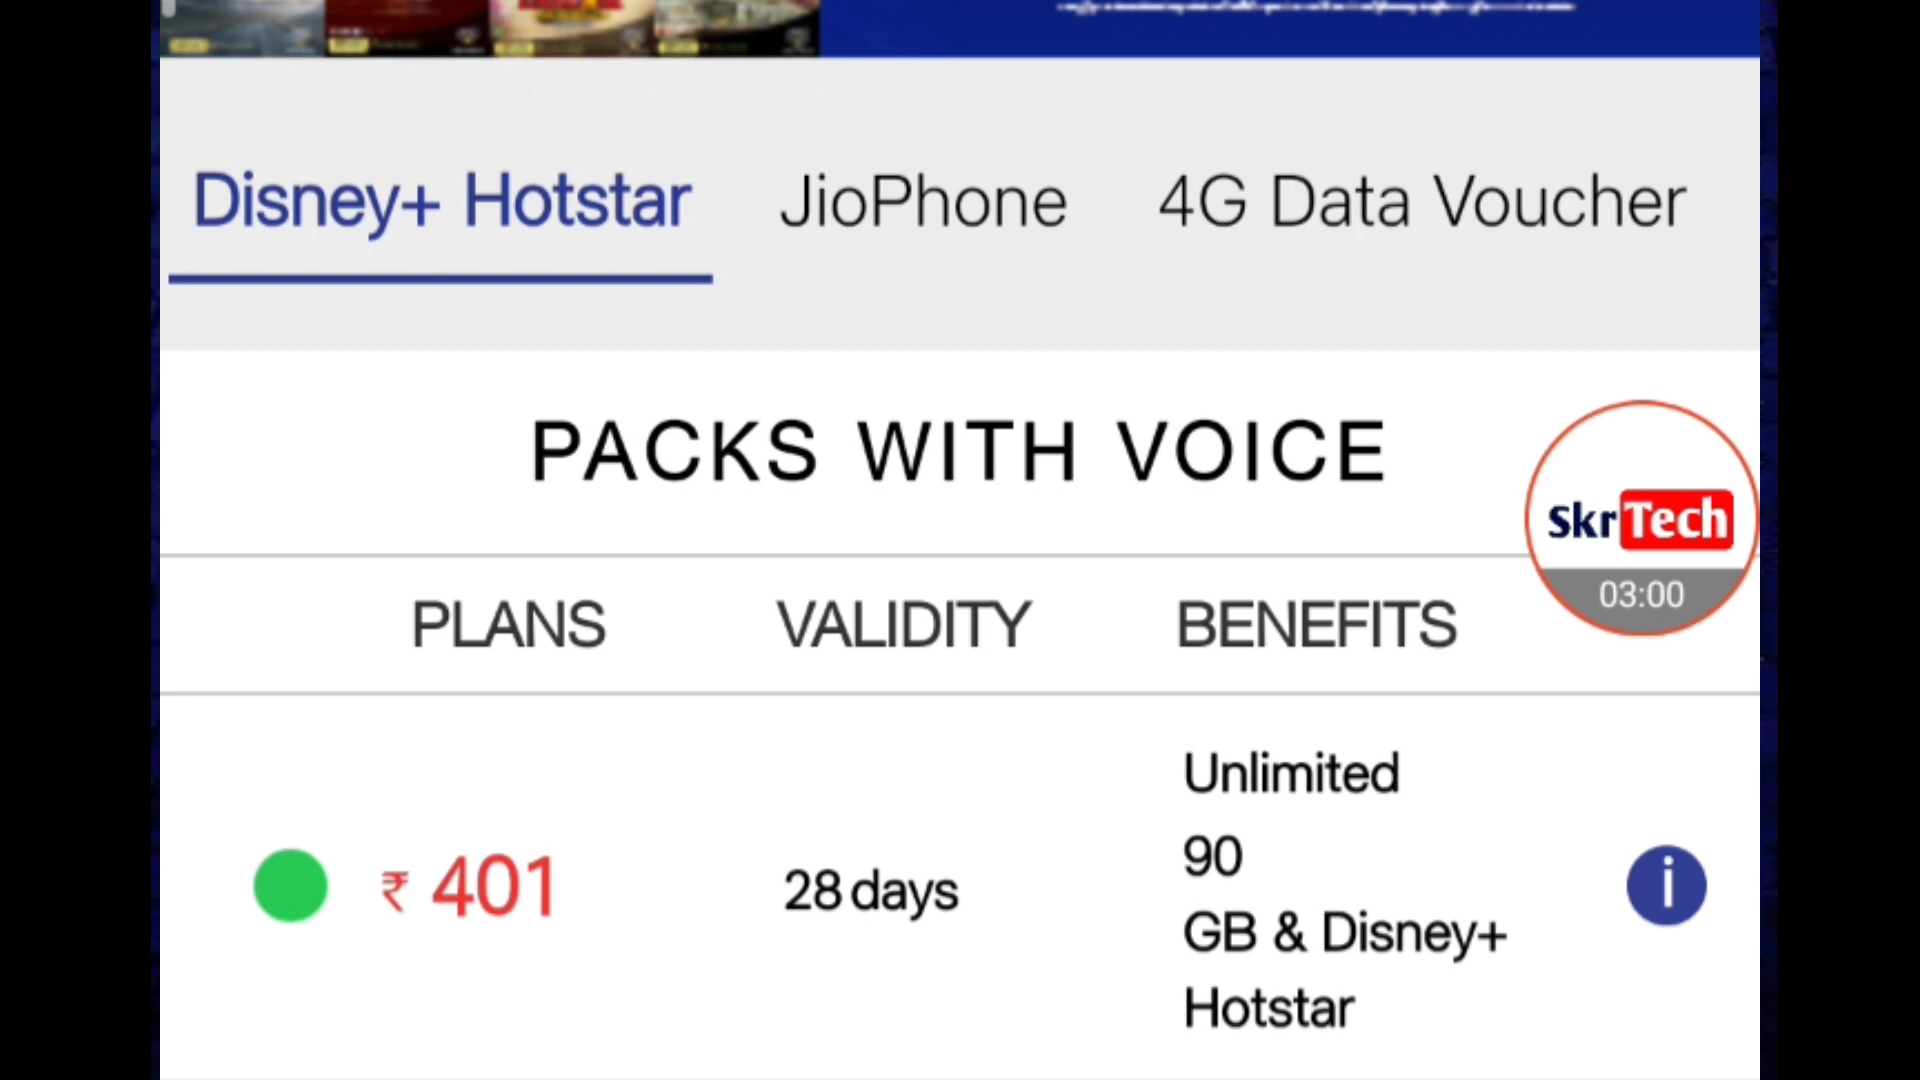 Disney+ Hotstar JioPhone 4G Data Voucher
PACKS WITH VOICE
SkrTech
03:00
PLANS VALIDITY BENEFITS
₹ 401 28 days Unlimited
90
GB & Disney+
Hotstar
i